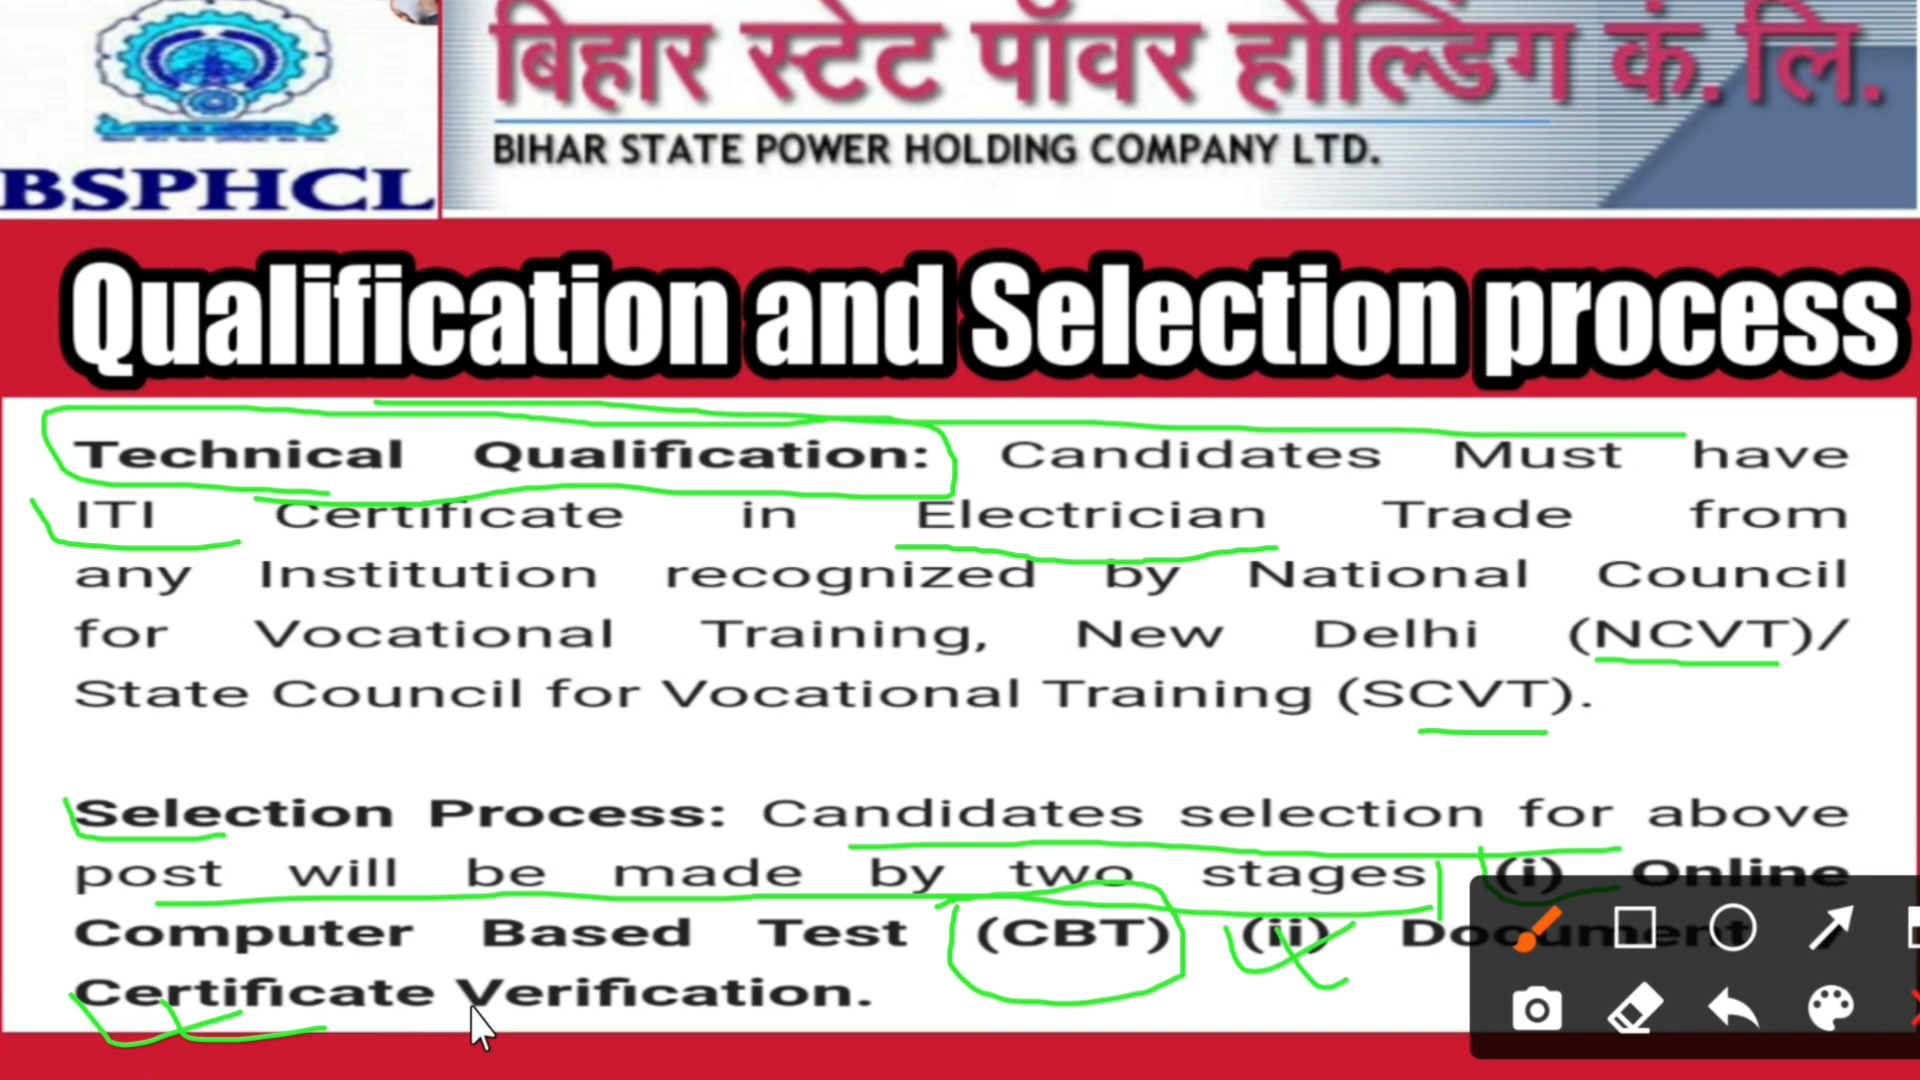 बिहार स्टेट पॉवर होल्डिंग कं.लि.
BIHAR STATE POWER HOLDING COMPANY LTD.
BSPHCL
Qualification and Selection process
Technical Qualification: Candidates Must have
ITI Certificate in Electrician Trade from
any Institution recognized by National Council
for Vocational Training, New Delhi (NCVT)/
State Council for Vocational Training (SCVT).
Selection Process: Candidates selection for above
post will be made by two stages (i) Online
Computer Based Test (CBT) (ii) Document /
Certificate Verification.